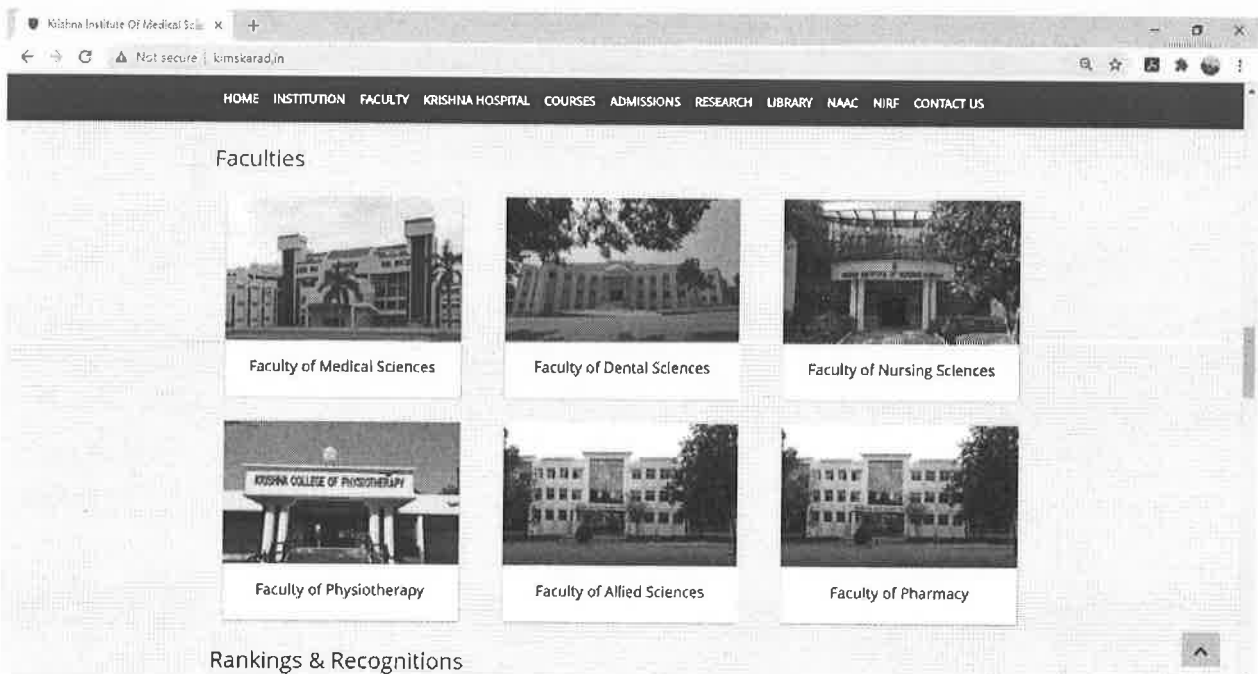 Krishna Institute Of Medical Scie
Not secure | kimskarad.in
HOME INSTITUTION FACULTY KRISHNA HOSPITAL COURSES ADMISSIONS RESEARCH LIBRARY NAAC NIRF CONTACT US
Faculties
Faculty of Medical Sciences
Faculty of Dental Sciences
Faculty of Nursing Sciences
KRISHNA COLLEGE OF PHYSIOTHERAPY
Faculty of Physiotherapy
Faculty of Allied Sciences
Faculty of Pharmacy
Rankings & Recognitions